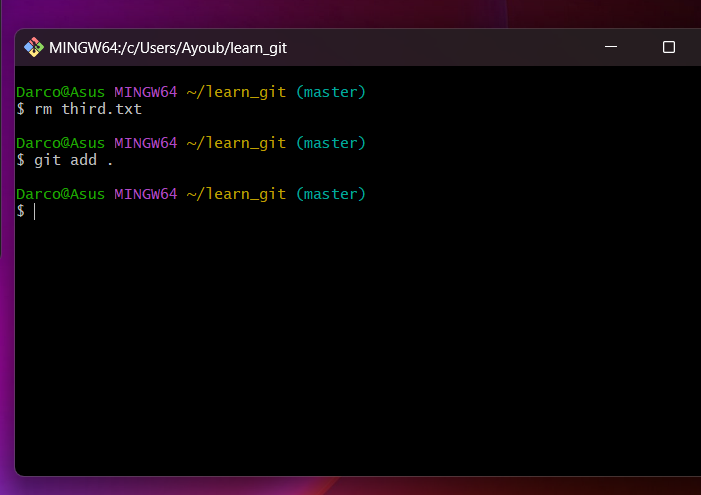 MINGW64:/c/Users/Ayoub/learn_git
Darco@Asus MINGW64 ~/learn_git (master)
$ rm third.txt
Darco@Asus MINGW64 ~/learn_git (master)
$ git add .
Darco@Asus MINGW64 ~/learn_git (master)
$